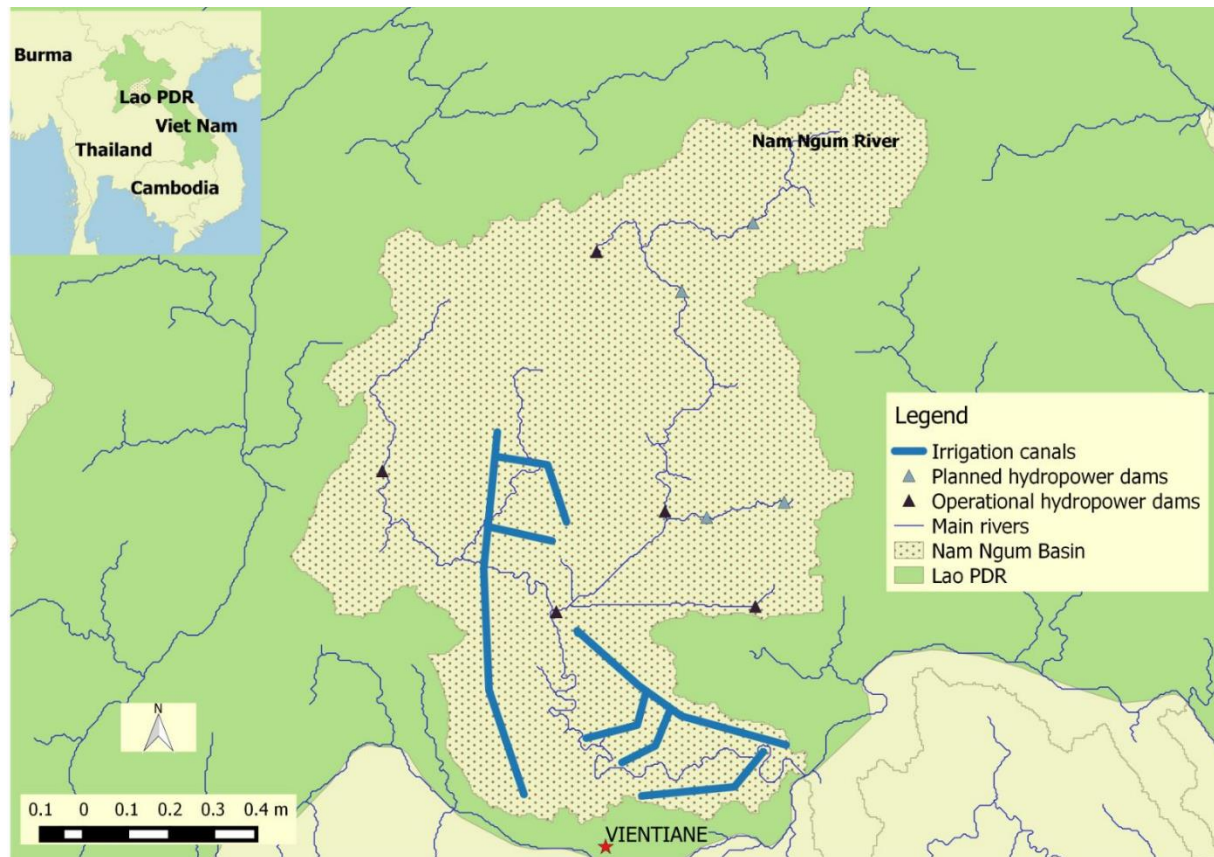 Burma
Lao PDR
Viet Nam
Thailand
Cambodia
Nam Ngum River
Legend
Irrigation canals
Planned hydropower dams
Operational hydropower dams
Main rivers
Nam Ngum Basin
Lao PDR
N
0.1 0 0.1 0.2 0.3 0.4 m
VIENTIANE